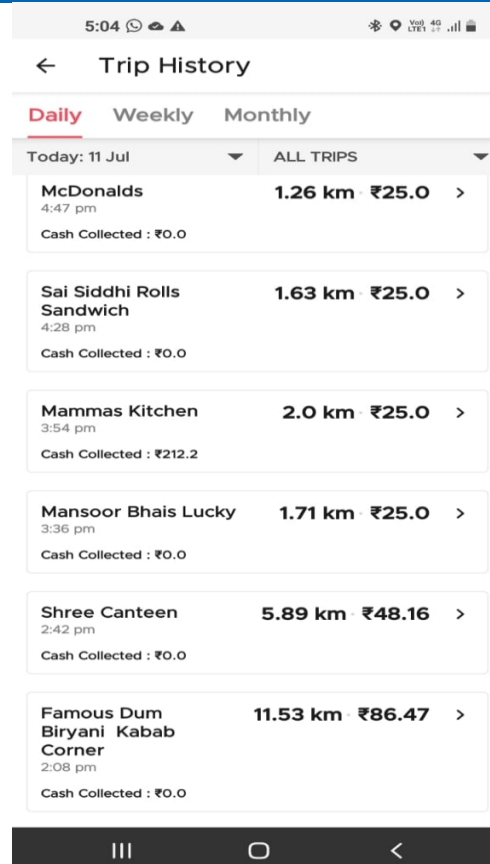 5:04 Vo)) 4G
LTE1
← Trip History
Daily Weekly Monthly
Today: 11 Jul ALL TRIPS
McDonalds 1.26 km · ₹25.0 >
4:47 pm
Cash Collected : ₹0.0
Sai Siddhi Rolls 1.63 km · ₹25.0 >
Sandwich
4:28 pm
Cash Collected : ₹0.0
Mammas Kitchen 2.0 km · ₹25.0 >
3:54 pm
Cash Collected : ₹212.2
Mansoor Bhais Lucky 1.71 km · ₹25.0 >
3:36 pm
Cash Collected : ₹0.0
Shree Canteen 5.89 km · ₹48.16 >
2:42 pm
Cash Collected : ₹0.0
Famous Dum 11.53 km · ₹86.47 >
Biryani Kabab
Corner
2:08 pm
Cash Collected : ₹0.0